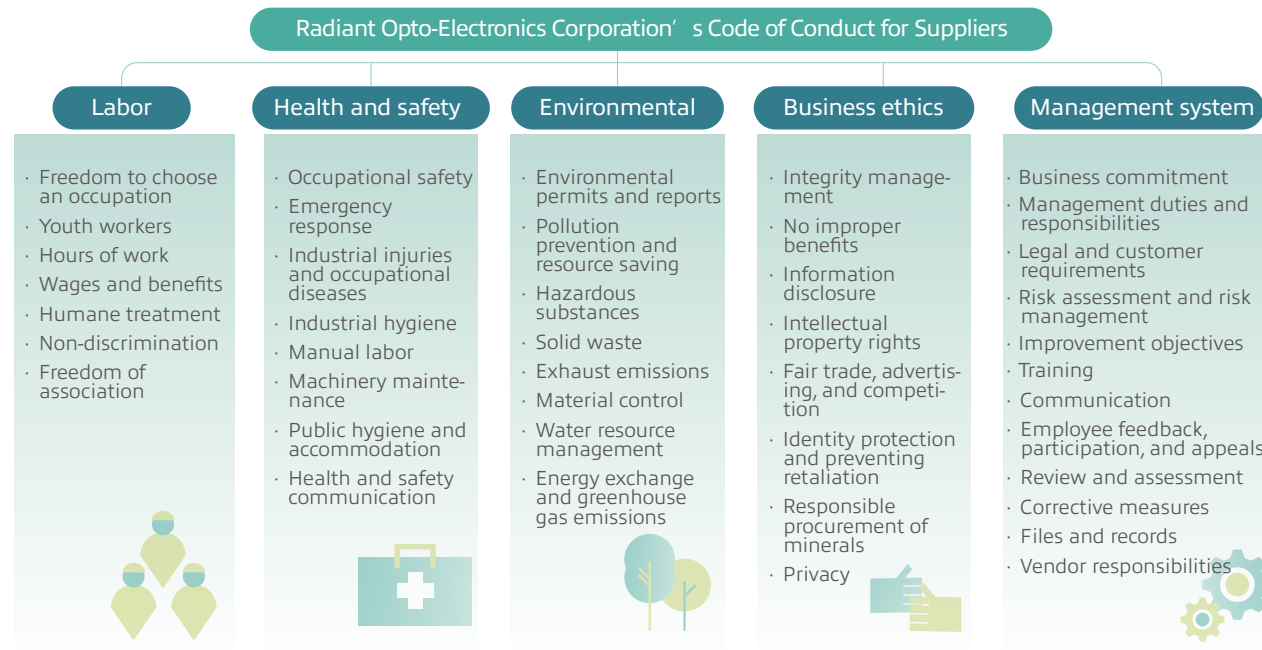 Radiant Opto-Electronics Corporation’ s Code of Conduct for Suppliers
Labor
· Freedom to choose
an occupation
· Youth workers
· Hours of work
· Wages and benefits
· Humane treatment
· Non-discrimination
· Freedom of
association
Health and safety
· Occupational safety
· Emergency
response
· Industrial injuries
and occupational
diseases
· Industrial hygiene
· Manual labor
· Machinery mainte-
nance
· Public hygiene and
accommodation
· Health and safety
communication
Environmental
· Environmental
permits and reports
· Pollution
prevention and
resource saving
· Hazardous
substances
· Solid waste
· Exhaust emissions
· Material control
· Water resource
management
· Energy exchange
and greenhouse
gas emissions
Business ethics
· Integrity manage-
ment
· No improper
benefits
· Information
disclosure
· Intellectual
property rights
· Fair trade, advertis-
ing, and competi-
tion
· Identity protection
and preventing
retaliation
· Responsible
procurement of
minerals
· Privacy
Management system
· Business commitment
· Management duties and
responsibilities
· Legal and customer
requirements
· Risk assessment and risk
management
· Improvement objectives
· Training
· Communication
· Employee feedback,
participation, and appeals
· Review and assessment
· Corrective measures
· Files and records
· Vendor responsibilities